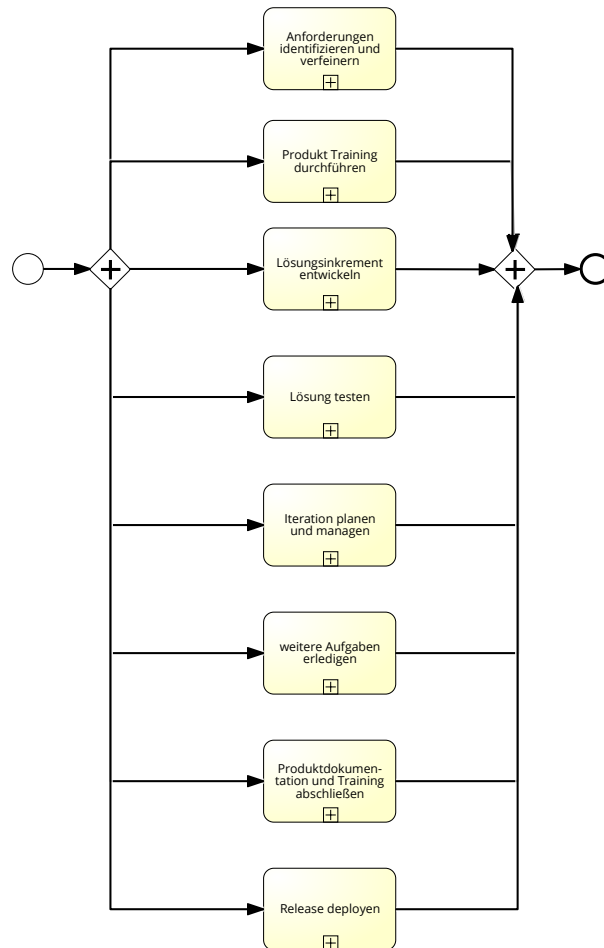 Anforderungen
identifizieren und
verfeinern
Produkt Training
durchführen
Lösungsinkrement
entwickeln
Lösung testen
Iteration planen
und managen
weitere Aufgaben
erledigen
Produktdokumen-
tation und Training
abschließen
Release deployen